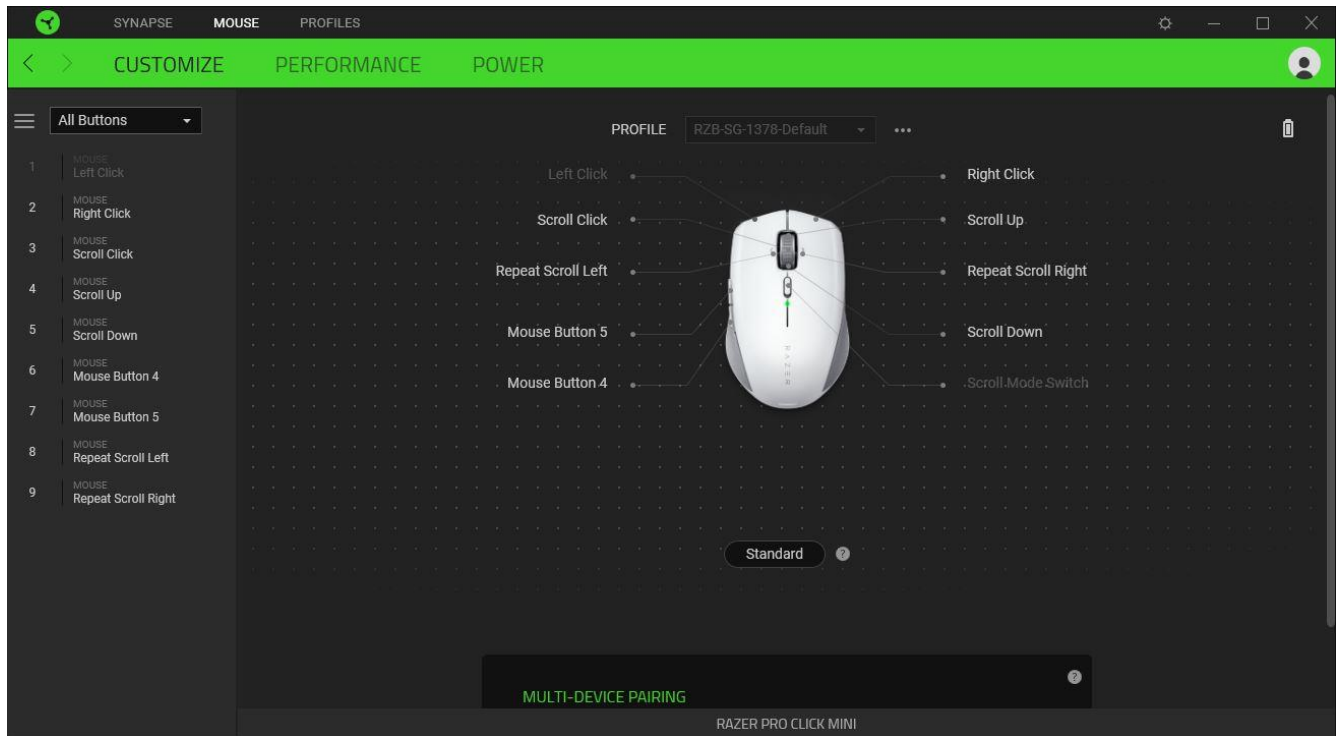 SYNAPSE MOUSE PROFILES
CUSTOMIZE PERFORMANCE POWER
All Buttons
1 MOUSE
Left Click
2 MOUSE
Right Click
3 MOUSE
Scroll Click
4 MOUSE
Scroll Up
5 MOUSE
Scroll Down
6 MOUSE
Mouse Button 4
7 MOUSE
Mouse Button 5
8 MOUSE
Repeat Scroll Left
9 MOUSE
Repeat Scroll Right
PROFILE RZB-SG-1378-Default
Left Click Right Click
Scroll Click Scroll Up
Repeat Scroll Left Repeat Scroll Right
Mouse Button 5 Scroll Down
Mouse Button 4 Scroll Mode Switch
RAZER
Standard ?
?
MULTI-DEVICE PAIRING
RAZER PRO CLICK MINI